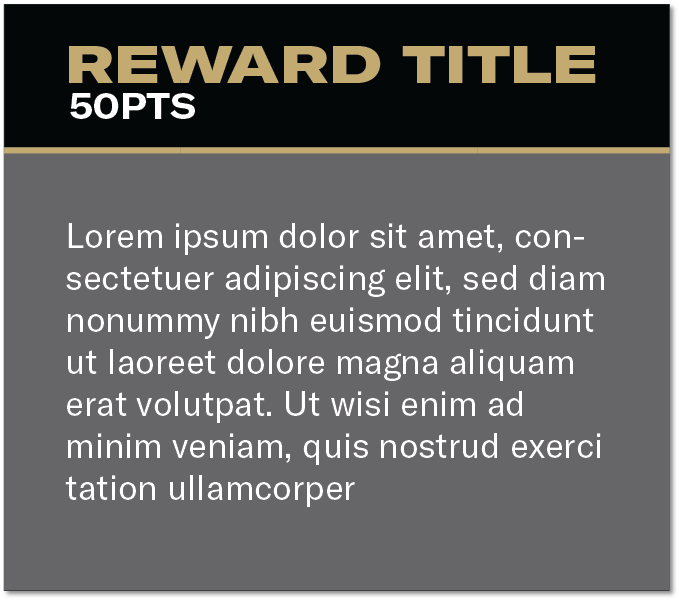 REWARD TITLE
50PTS
Lorem ipsum dolor sit amet, con-
sectetuer adipiscing elit, sed diam
nonummy nibh euismod tincidunt
ut laoreet dolore magna aliquam
erat volutpat. Ut wisi enim ad
minim veniam, quis nostrud exerci
tation ullamcorper